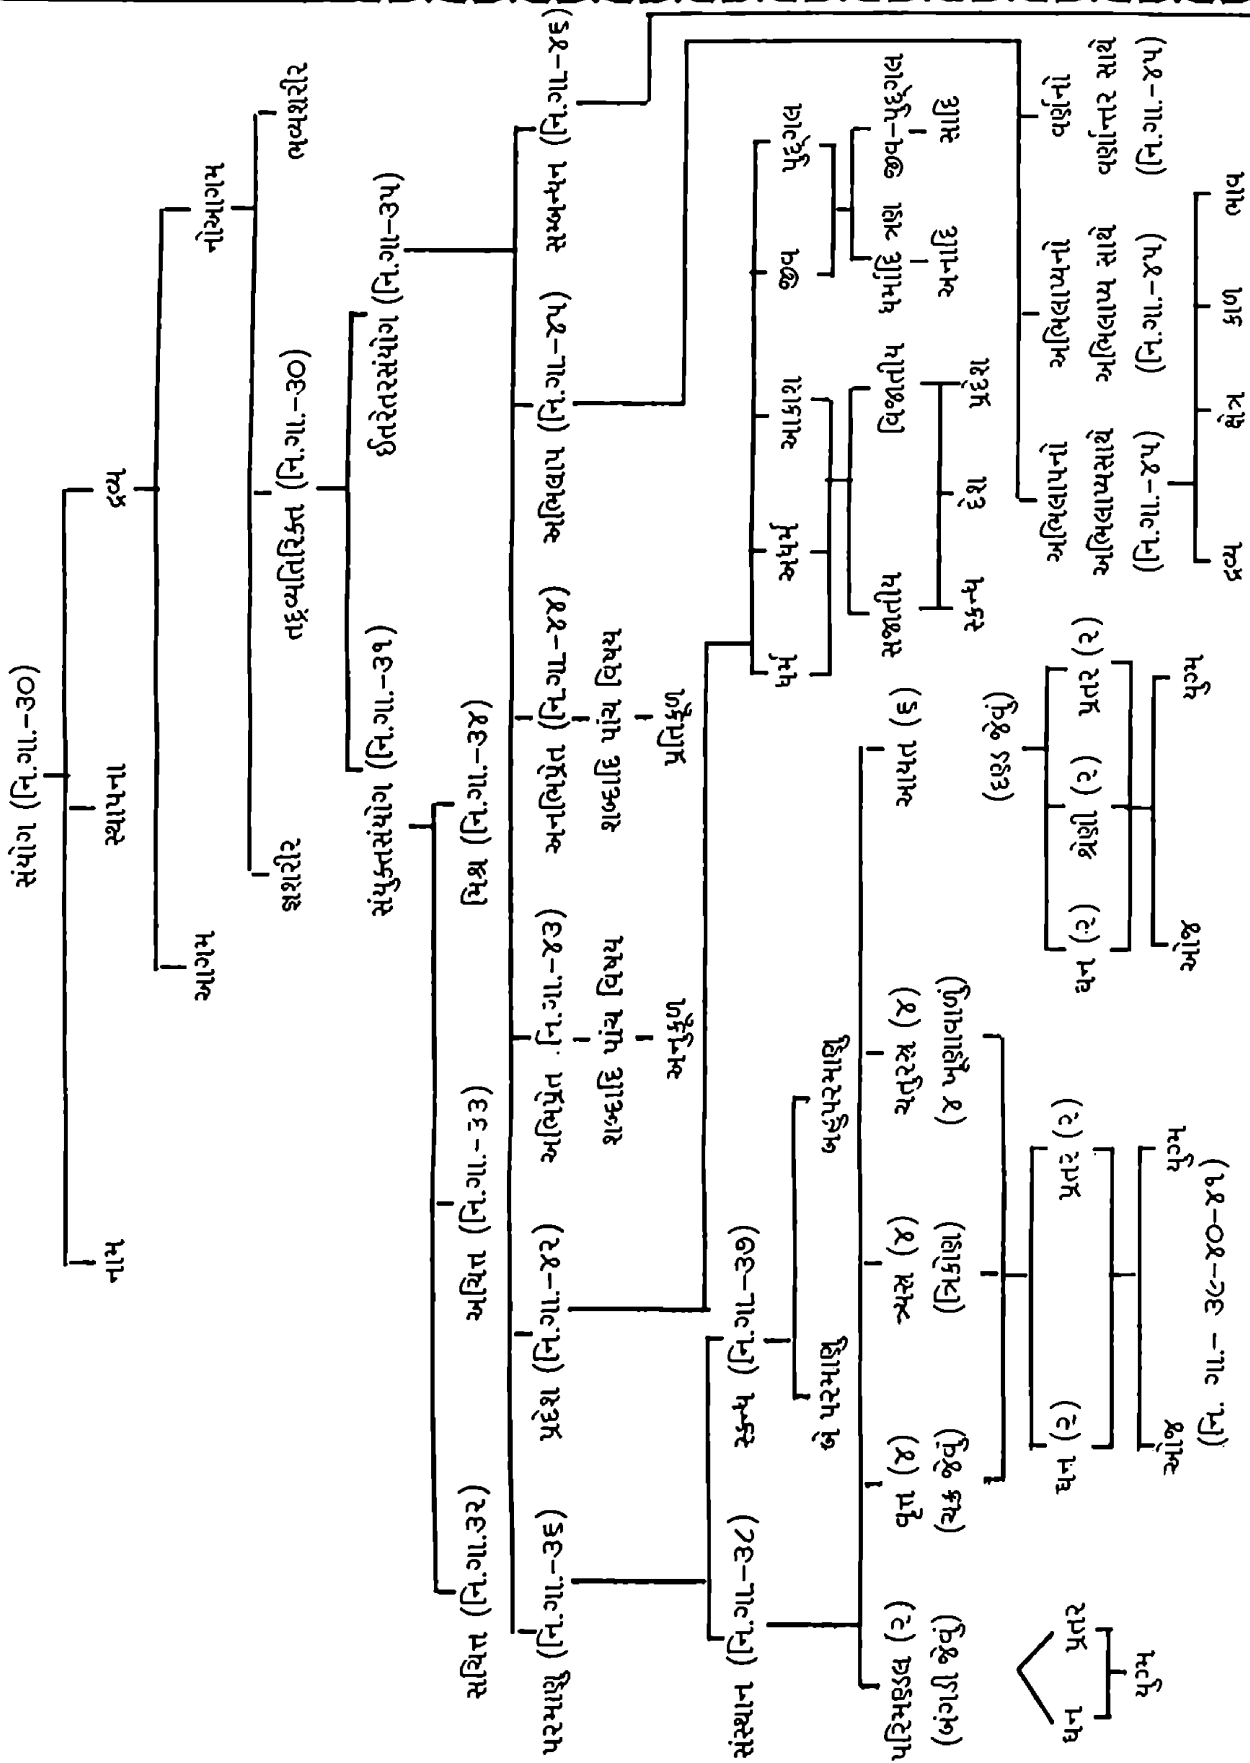 સંયોગ (નિ.ગા.-૩૦)
નામ
સ્થાપના
દ્રવ્ય
આગમ
નોઆગમ
જ્ઞશરીર
તદ્વ્યતિરિક્ત (નિ.ગા.-૩૦)
ભવ્યશરીર
સંયુક્તસંયોગ (નિ.ગા.-૩૧)
ઈતરેતરસંયોગ (નિ.ગા-૩૫)
સચિત્ત (નિ.ગા.૩૨)
અચિત્ત (નિ.ગા.-૩૩)
મિશ્ર (નિ.ગા.-૩૪)
પરમાણુ (નિ.ગા.-૩૬)
પ્રદેશ (નિ.ગા.-૪૨)
અભિપ્રેત (નિ.ગા.-૪૩)
અનભિપ્રેત (નિ.ગા.-૪૪)
અભિલાપ (નિ.ગા.-૪૫)
સમ્બન્ધન (નિ.ગા.-૪૬)
શબ્દાદિ પાંચ વિષય
શબ્દાદિ પાંચ વિષય
અનુકૂળ
પ્રતિકૂળ
સંસ્થાન (નિ.ગા.-૩૮)
સ્કન્ધ (નિ.ગા.-૩૭)
ધર્મ
અધર્મ
આકાશ
જીવ
પુદ્ગલ
બે પરમાણુ
બહુપરમાણુ
સજાતીય
વિજાતીય
ધર્માદિ ત્રણ
જીવ-પુદ્ગલ
અનાદિ
સાદિ
સ્કન્ધ
દેશ
પ્રદેશ
પરિમણ્ડલ (૨)
(બંગડી જેવું)
વૃત્ત (૪)
(ચક્ર જેવું)
ત્ર્યસ્ર (૪)
(ત્રિકોણ)
ચતુરસ્ર (૪)
(૪ ખૂણાવાળું)
આયત (૬)
(દણ્ડ જેવું)
અભિલાપનો
અભિલાપ્યસાથે
(નિ.ગા.-૪૫)
અભિલાપ્યનો
અભિલાપ્ય સાથે
(નિ.ગા.-૪૫)
વર્ણનો
વર્ણાન્તર સાથે
(નિ.ગા.-૪૫)
ઘન
પ્રતર
યુગ્મ
ઘન (૨)
પ્રતર (૨)
ઓજ
યુગ્મ
(નિ. ગા. - ૩૮-૪૦-૪૧)
ઘન (૨)
શ્રેણી (૨)
પ્રતર (૨)
ઓજ
યુગ્મ
દ્રવ્ય
ક્ષેત્ર
કાળ
ભાવ